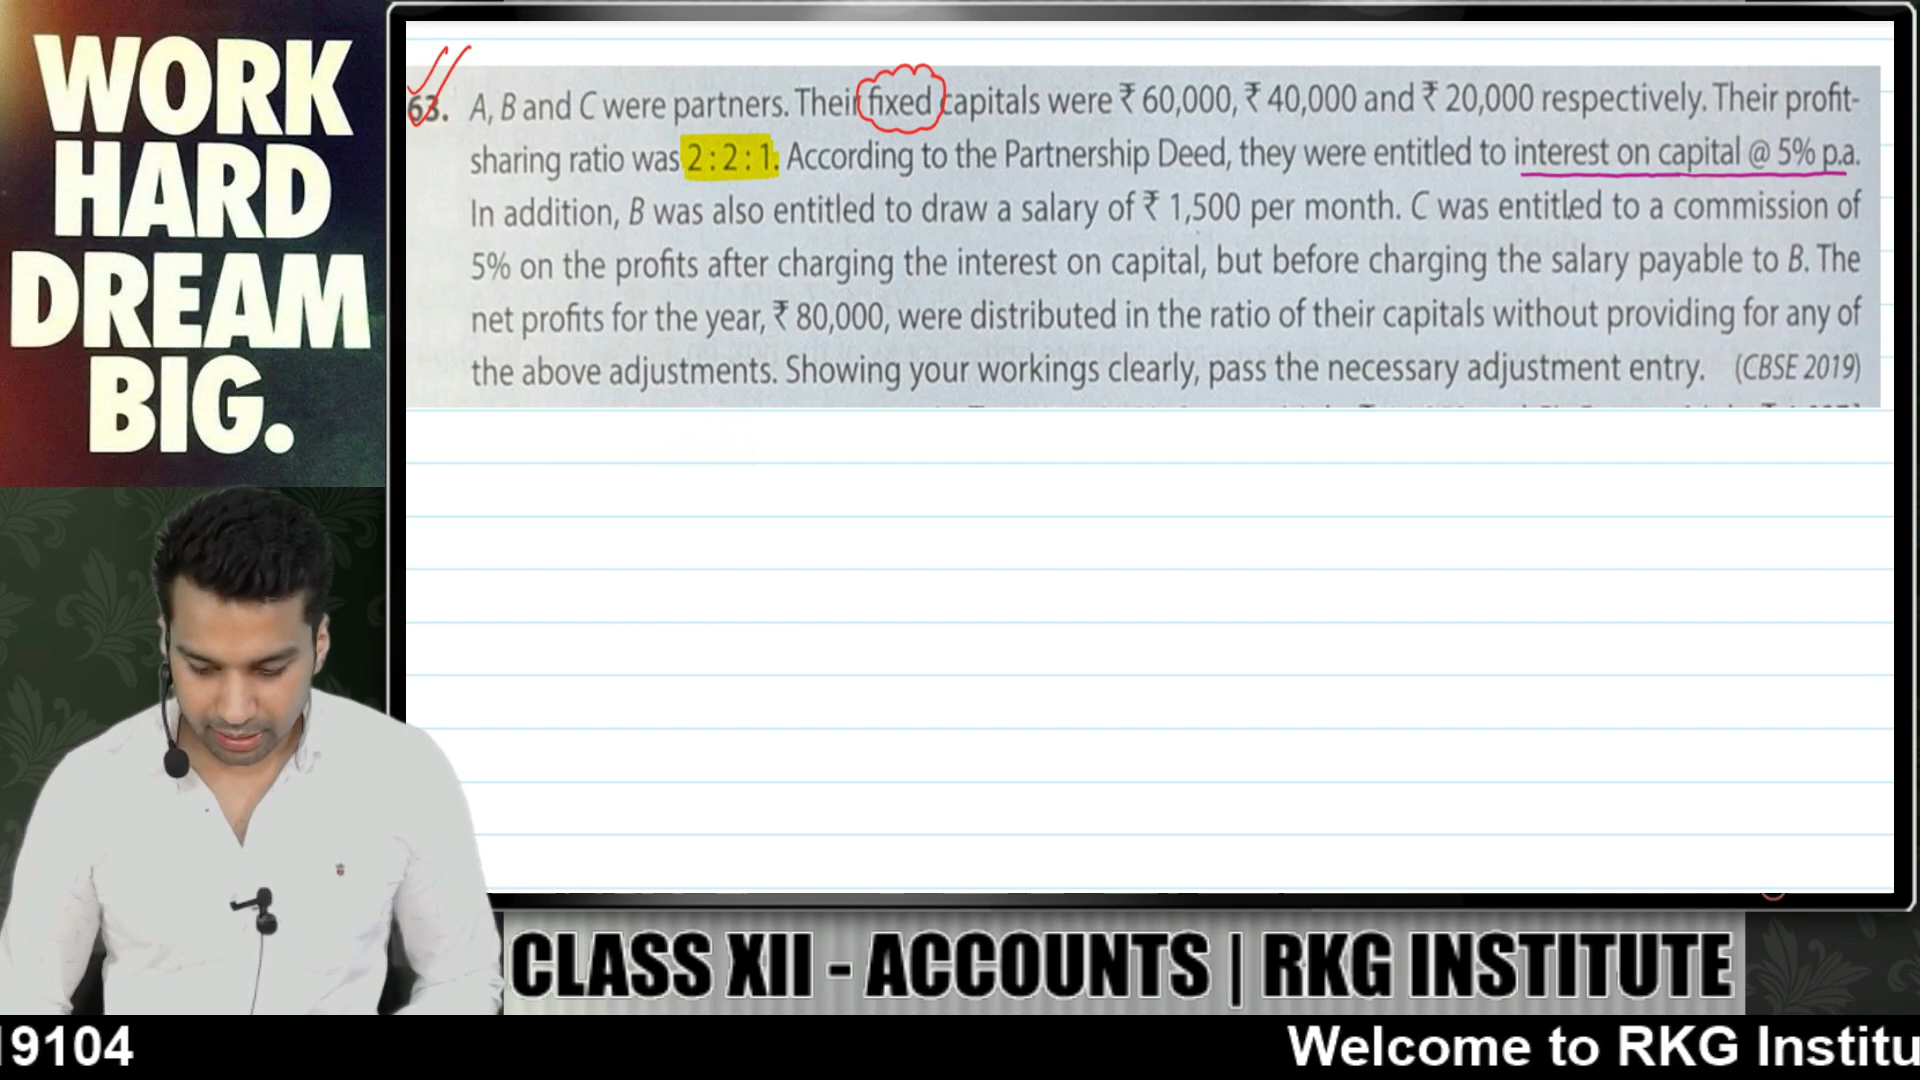 WORK
HARD
DREAM
BIG.
63. A, B and C were partners. Their fixed capitals were ₹ 60,000, ₹ 40,000 and ₹ 20,000 respectively. Their profit-
sharing ratio was 2 : 2 : 1. According to the Partnership Deed, they were entitled to interest on capital @ 5% p.a.
In addition, B was also entitled to draw a salary of ₹ 1,500 per month. C was entitled to a commission of
5% on the profits after charging the interest on capital, but before charging the salary payable to B. The
net profits for the year, ₹ 80,000, were distributed in the ratio of their capitals without providing for any of
the above adjustments. Showing your workings clearly, pass the necessary adjustment entry. (CBSE 2019)
CLASS XII - ACCOUNTS | RKG INSTITUTE
19104 Welcome to RKG Institu